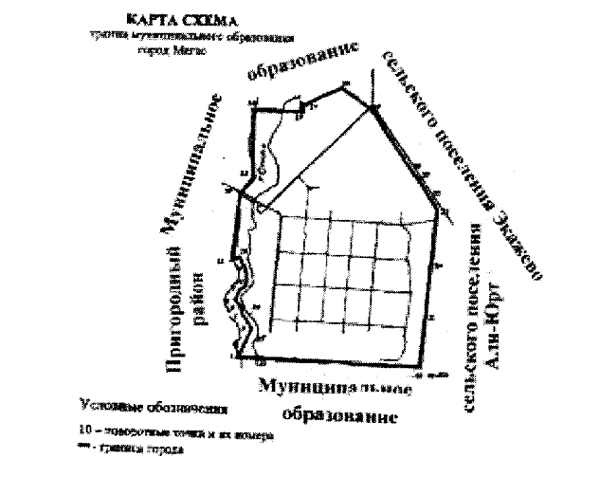 КАРТА СХЕМА
границ муниципального образования
город Магас
Муниципальное
образование
сельского поселения Экажево
Пригородный
район
сельского поселения
Али-Юрт
Муниципальное
образование
Условные обозначения
10 – поворотные точки и их номера
- граница города